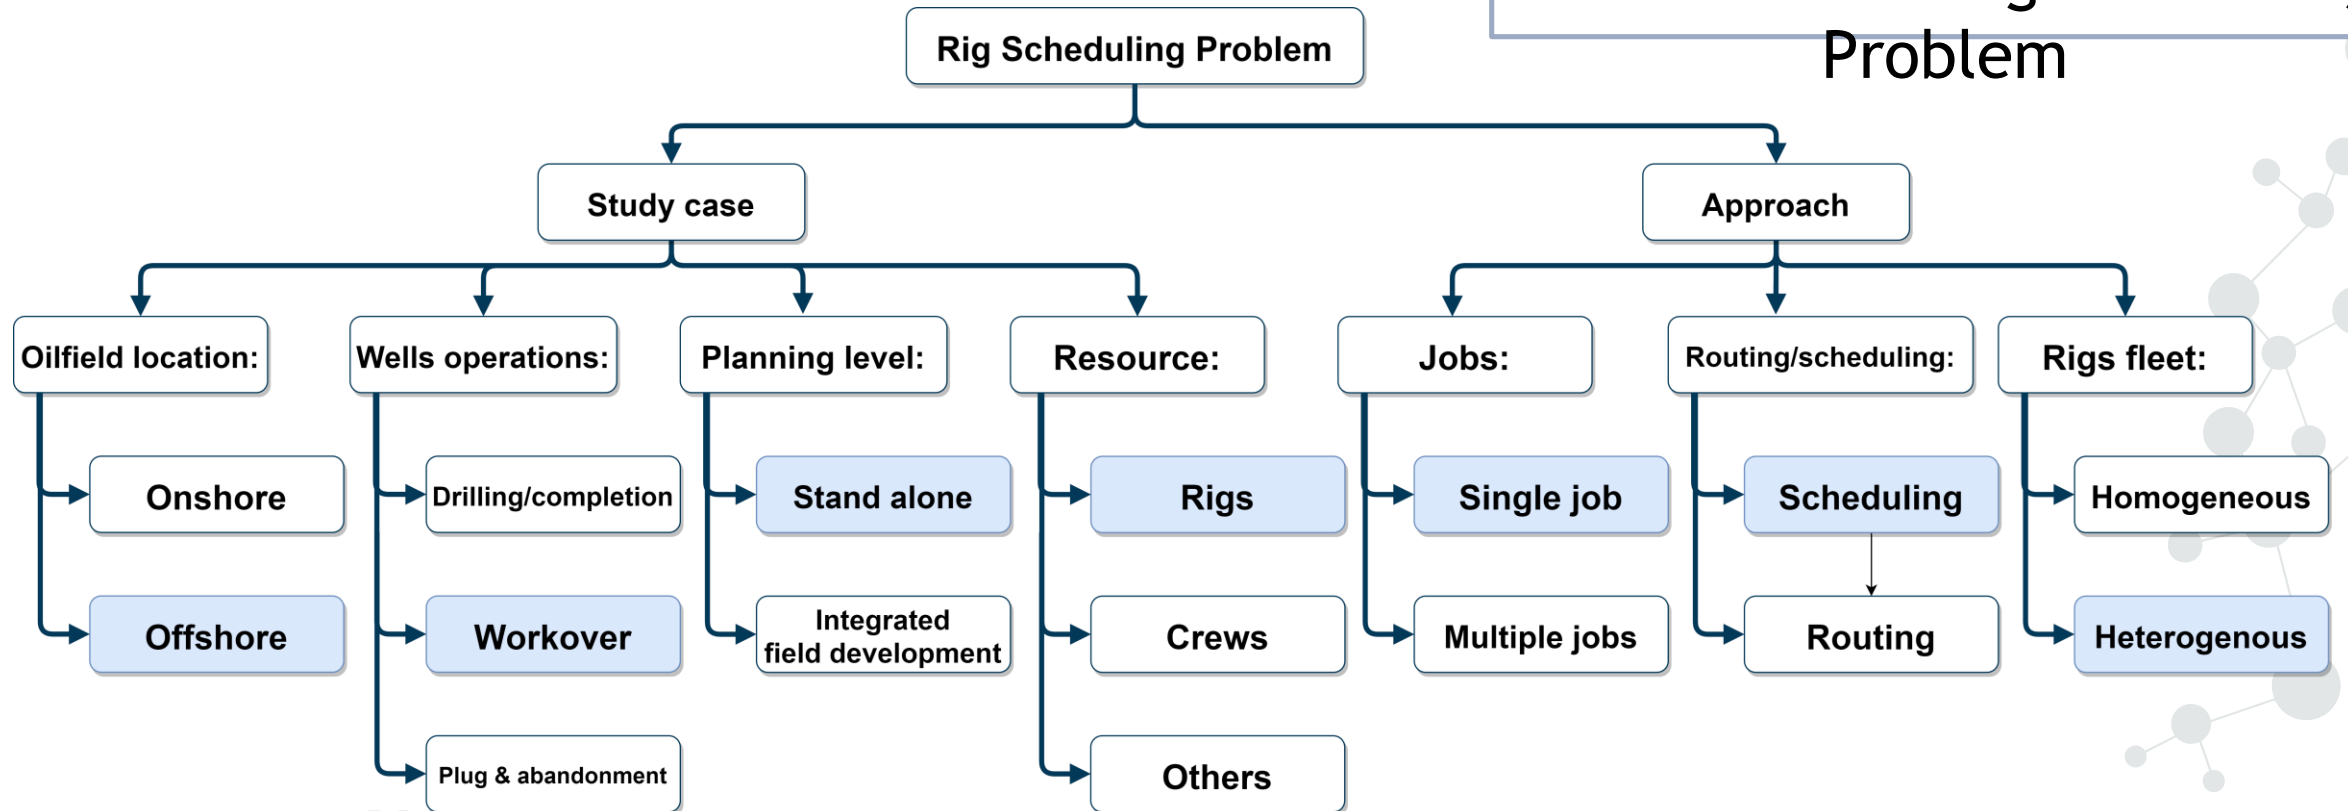 Problem
Rig Scheduling Problem
Study case
Approach
Oilfield location:
Wells operations:
Planning level:
Resource:
Jobs:
Routing/scheduling:
Rigs fleet:
Onshore
Drilling/completion
Stand alone
Rigs
Single job
Scheduling
Homogeneous
Offshore
Workover
Integrated
field development
Crews
Multiple jobs
Routing
Heterogenous
Plug & abandonment
Others